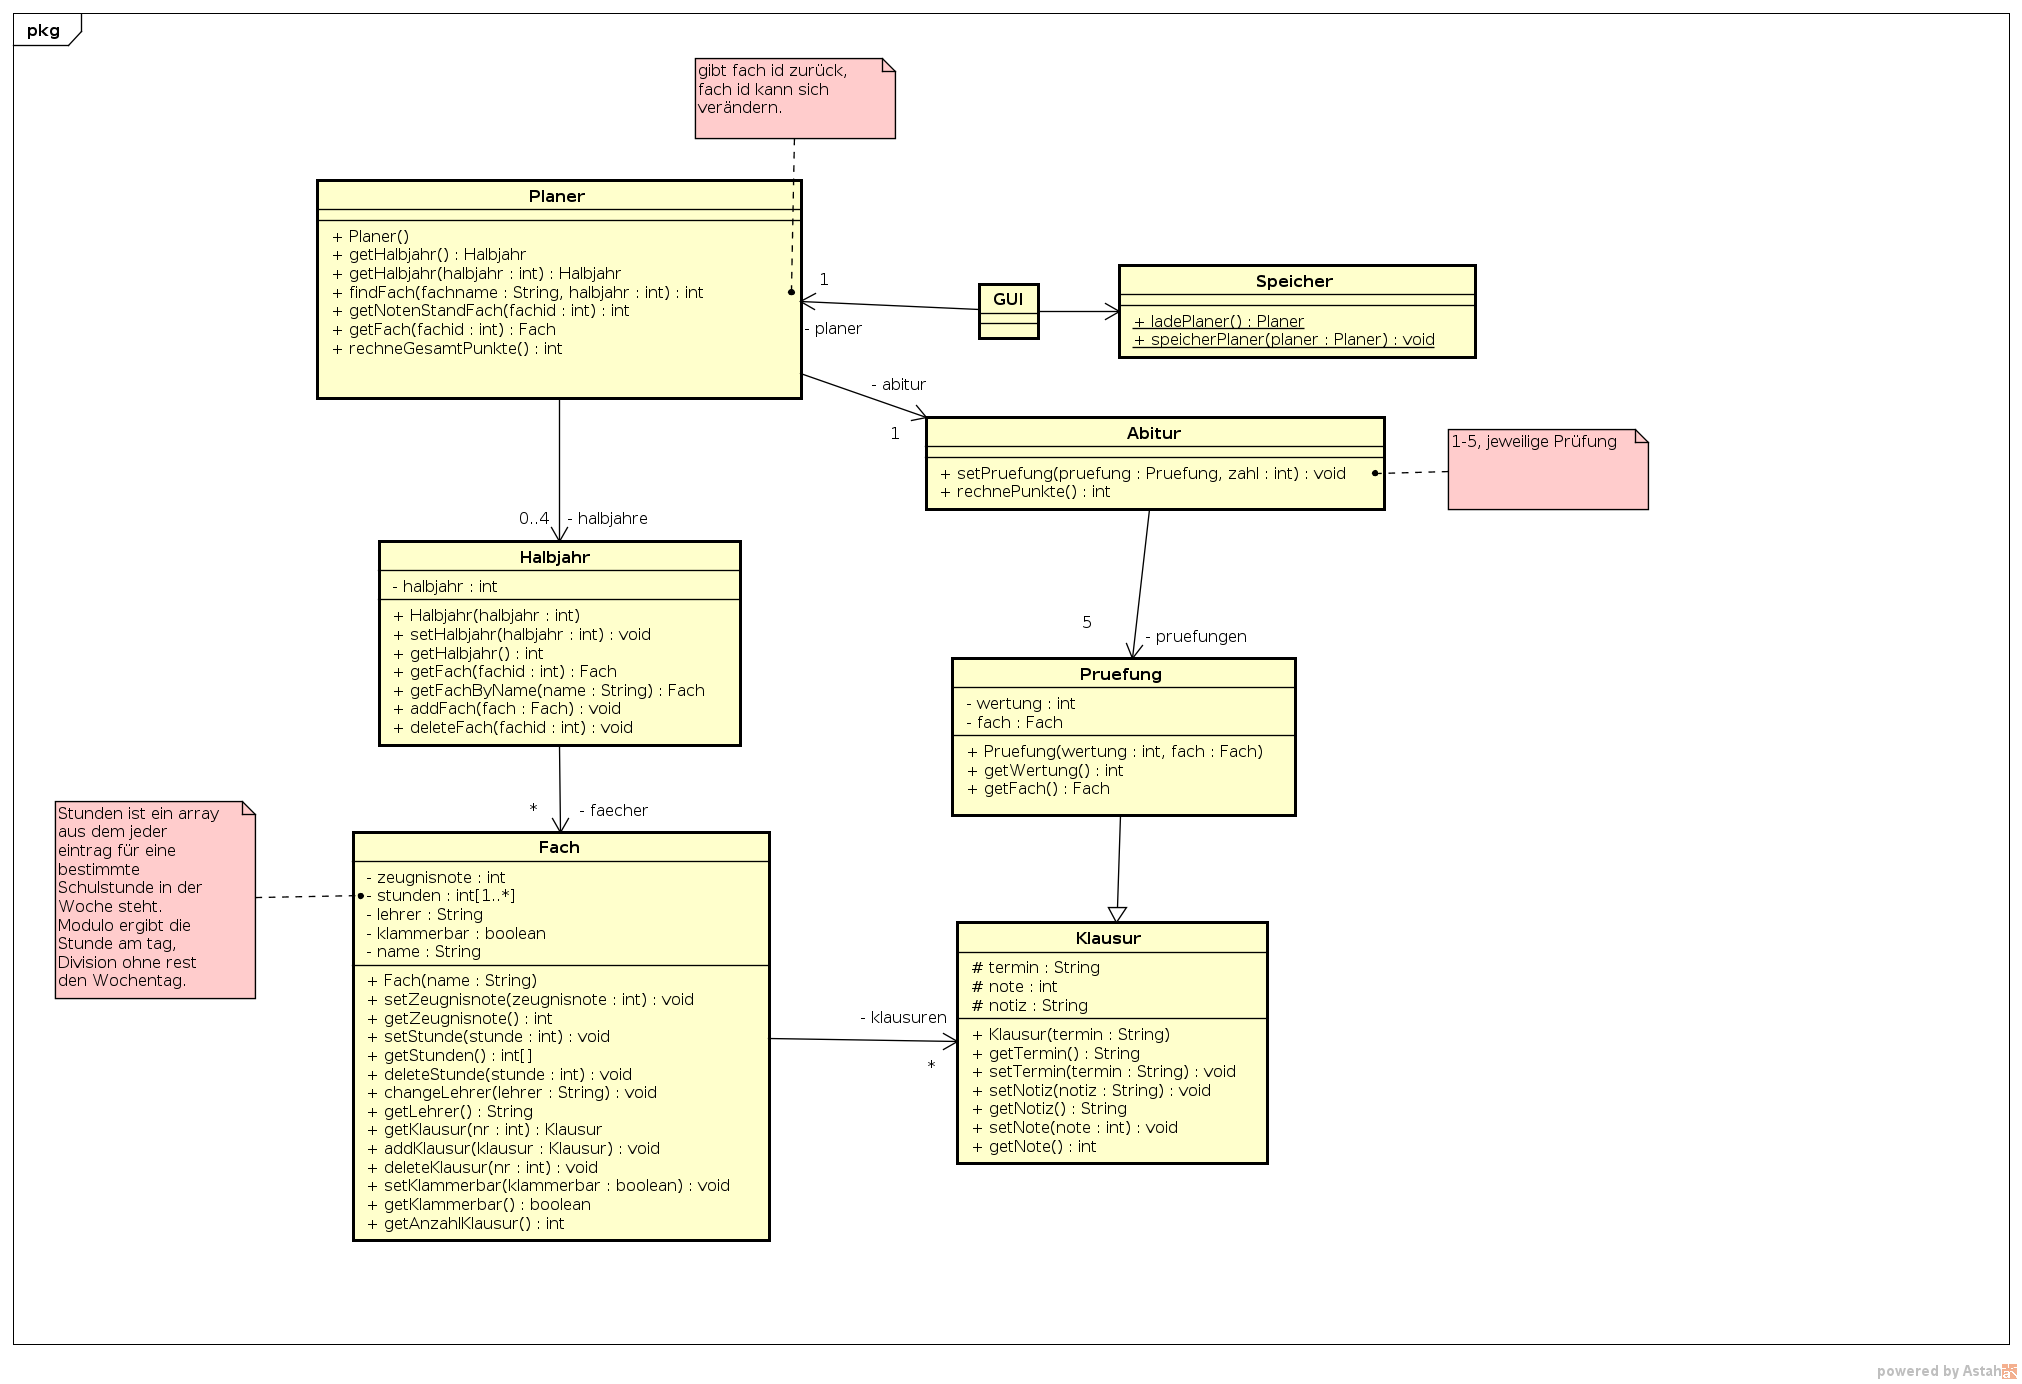 pkg
gibt fach id zurück,
fach id kann sich
verändern.
Planer
+ Planer()
+ getHalbjahr() : Halbjahr
+ getHalbjahr(halbjahr : int) : Halbjahr
+ findFach(fachname : String, halbjahr : int) : int
+ getNotenStandFach(fachid : int) : int
+ getFach(fachid : int) : Fach
+ rechneGesamtPunkte() : int
1
- planer
GUI
Speicher
+ ladePlaner() : Planer
+ speicherPlaner(planer : Planer) : void
- abitur
1
Abitur
+ setPruefung(pruefung : Pruefung, zahl : int) : void
+ rechnePunkte() : int
1-5, jeweilige Prüfung
0..4
- halbjahre
Halbjahr
- halbjahr : int
+ Halbjahr(halbjahr : int)
+ setHalbjahr(halbjahr : int) : void
+ getHalbjahr() : int
+ getFach(fachid : int) : Fach
+ getFachByName(name : String) : Fach
+ addFach(fach : Fach) : void
+ deleteFach(fachid : int) : void
5
- pruefungen
Pruefung
- wertung : int
- fach : Fach
+ Pruefung(wertung : int, fach : Fach)
+ getWertung() : int
+ getFach() : Fach
*
- faecher
Stunden ist ein array
aus dem jeder
eintrag für eine
bestimmte
Schulstunde in der
Woche steht.
Modulo ergibt die
Stunde am tag,
Division ohne rest
den Wochentag.
Fach
- zeugnisnote : int
- stunden : int[1..*]
- lehrer : String
- klammerbar : boolean
- name : String
+ Fach(name : String)
+ setZeugnisnote(zeugnisnote : int) : void
+ getZeugnisnote() : int
+ setStunde(stunde : int) : void
+ getStunden() : int[]
+ deleteStunde(stunde : int) : void
+ changeLehrer(lehrer : String) : void
+ getLehrer() : String
+ getKlausur(nr : int) : Klausur
+ addKlausur(klausur : Klausur) : void
+ deleteKlausur(nr : int) : void
+ setKlammerbar(klammerbar : boolean) : void
+ getKlammerbar() : boolean
+ getAnzahlKlausur() : int
- klausuren
*
Klausur
# termin : String
# note : int
# notiz : String
+ Klausur(termin : String)
+ getTermin() : String
+ setTermin(termin : String) : void
+ setNotiz(notiz : String) : void
+ getNotiz() : String
+ setNote(note : int) : void
+ getNote() : int
powered by Astah